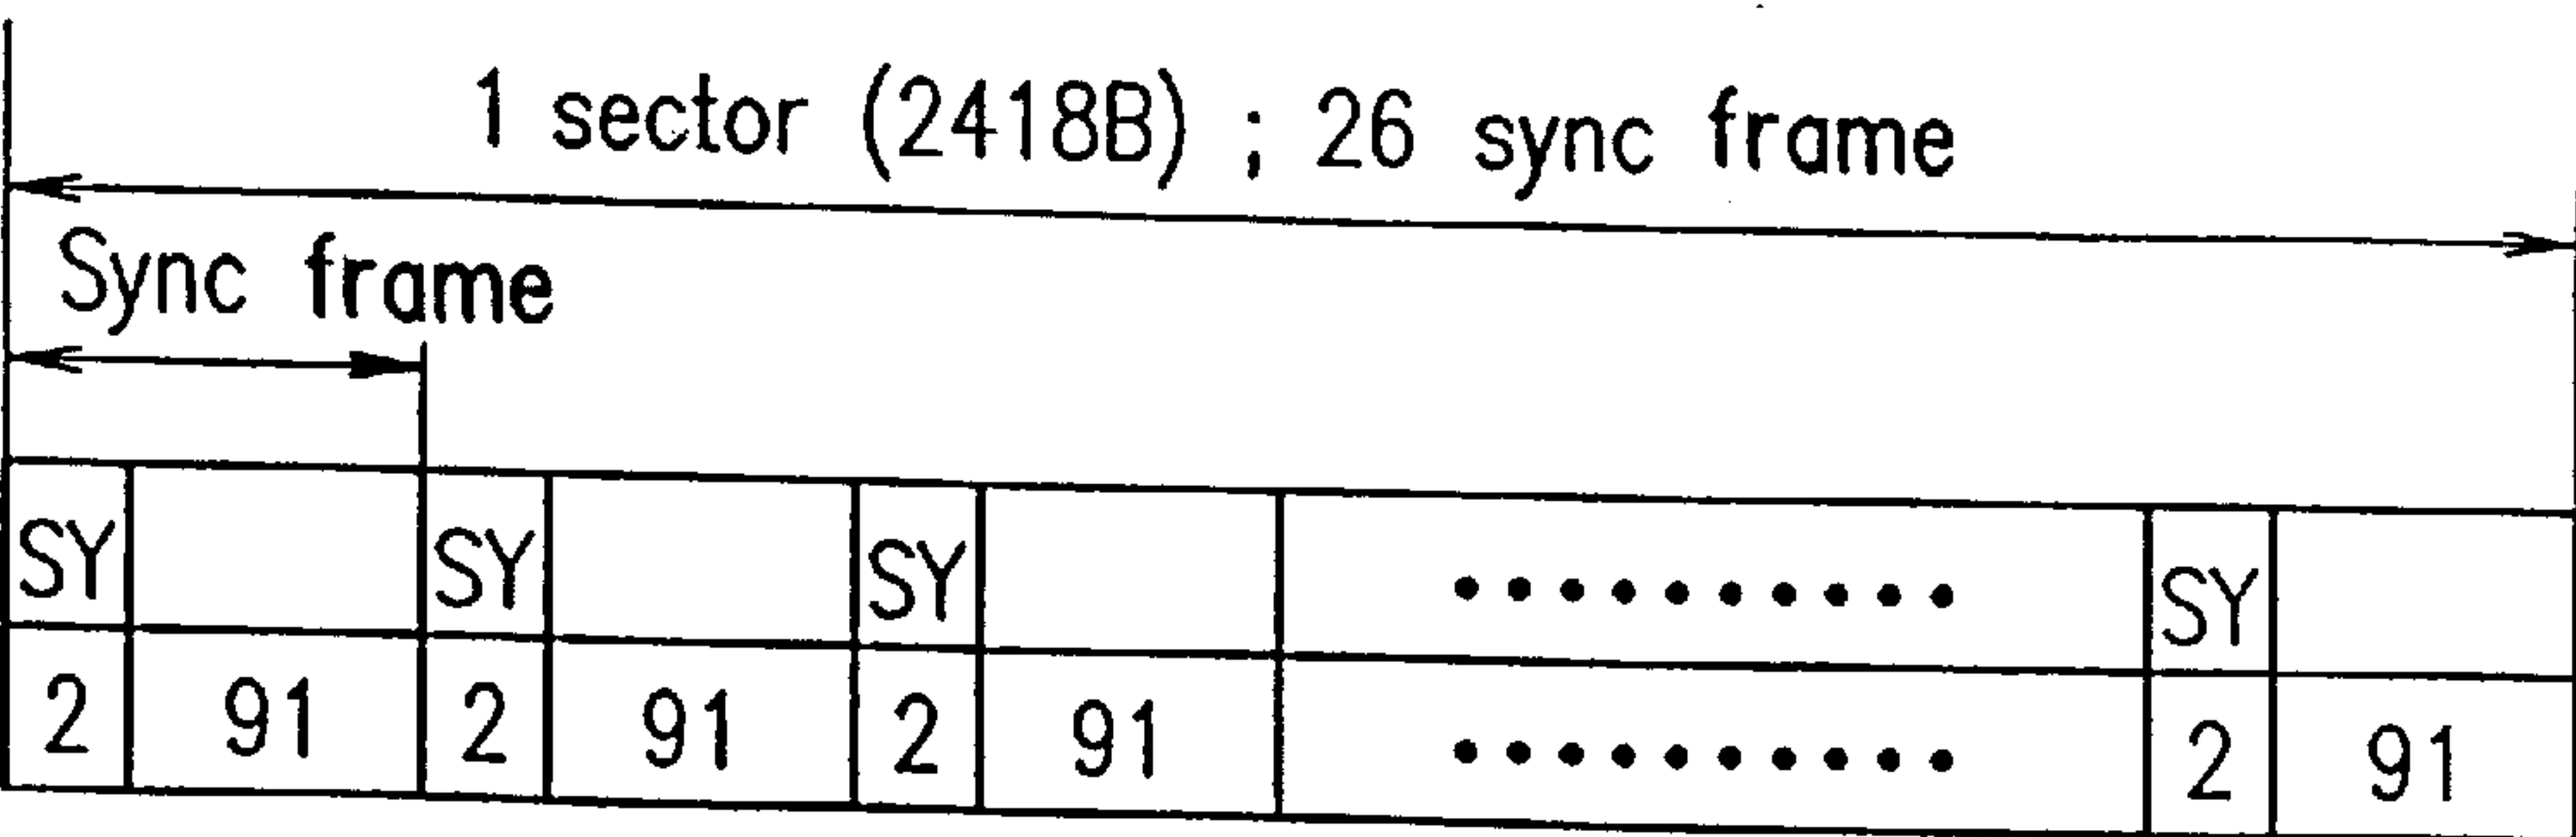 1 sector (2418B) ; 26 sync frame
Sync frame
SY SY SY .......... SY
2 91 2 91 2 91 .......... 2 91